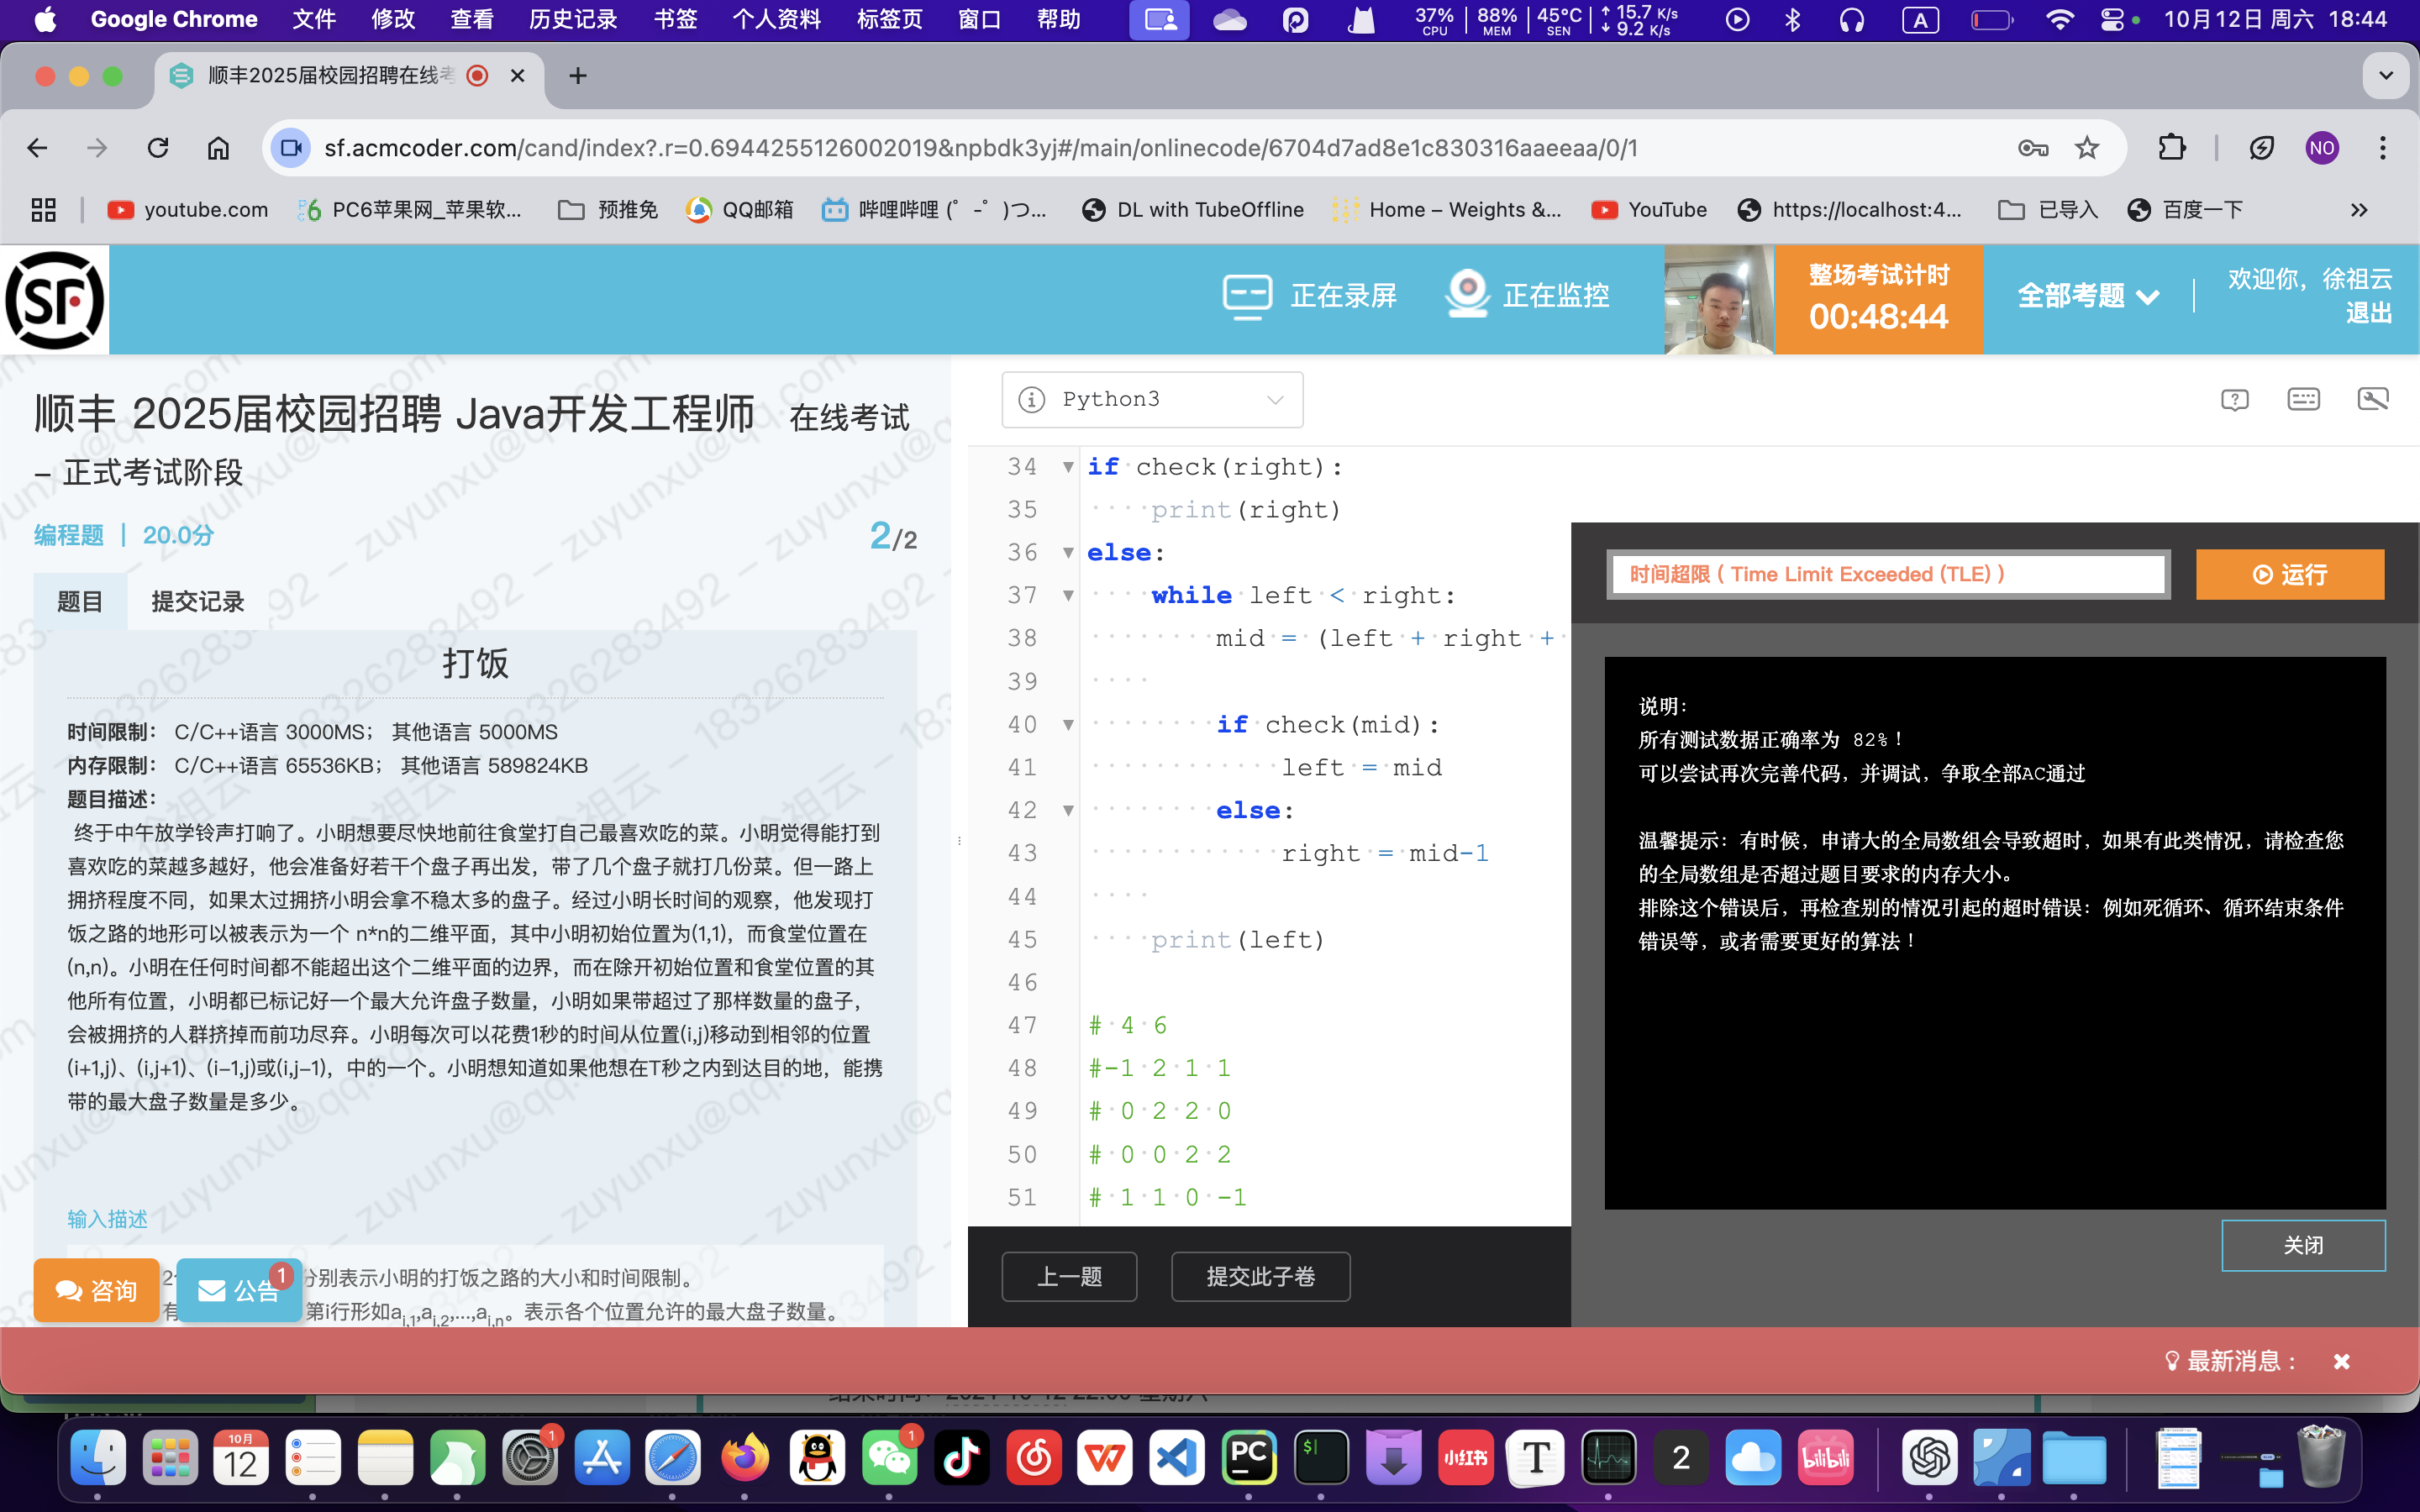 Google Chrome 文件 修改 查看 历史记录 书签 个人资料 标签页 窗口 帮助 37% CPU 88% MEM 45°C SEN 15.7 K/s 9.2 K/s A 10月12日 周六 18:44
顺丰2025届校园招聘在线考
sf.acmcoder.com/cand/index?.r=0.6944255126002019&npbdk3yj#/main/onlinecode/6704d7ad8e1c830316aaeeaa/0/1 NO
youtube.com PC6苹果网_苹果软... 预推免 QQ邮箱 哔哩哔哩 (゜-゜)つ... DL with TubeOffline Home – Weights &... YouTube https://localhost:4... 已导入 百度一下
SF 正在录屏 正在监控 整场考试计时 00:48:44 全部考题 欢迎你，徐祖云 退出
顺丰 2025届校园招聘 Java开发工程师 在线考试
– 正式考试阶段
编程题 | 20.0分 2/2
题目 提交记录
打饭
时间限制： C/C++语言 3000MS； 其他语言 5000MS
内存限制： C/C++语言 65536KB； 其他语言 589824KB
题目描述：
终于中午放学铃声打响了。小明想要尽快地前往食堂打自己最喜欢吃的菜。小明觉得能打到
喜欢吃的菜越多越好，他会准备好若干个盘子再出发，带了几个盘子就打几份菜。但一路上
拥挤程度不同，如果太过拥挤小明会拿不稳太多的盘子。经过小明长时间的观察，他发现打
饭之路的地形可以被表示为一个 n*n的二维平面，其中小明初始位置为(1,1)，而食堂位置在
(n,n)。小明在任何时间都不能超出这个二维平面的边界，而在除开初始位置和食堂位置的其
他所有位置，小明都已标记好一个最大允许盘子数量，小明如果带超过了那样数量的盘子，
会被拥挤的人群挤掉而前功尽弃。小明每次可以花费1秒的时间从位置(i,j)移动到相邻的位置
(i+1,j)、(i,j+1)、(i–1,j)或(i,j–1)，中的一个。小明想知道如果他想在T秒之内到达目的地，能携
带的最大盘子数量是多少。
输入描述
分别表示小明的打饭之路的大小和时间限制。
有 第i行形如ai,1,ai,2,...,ai,n。表示各个位置允许的最大盘子数量。
咨询 公告 1
Python3
34 if check(right):
35 print(right)
36 else:
37 while left < right:
38 mid = (left + right +
39
40 if check(mid):
41 left = mid
42 else:
43 right = mid-1
44
45 print(left)
46
47 # 4 6
48 #-1 2 1 1
49 # 0 2 2 0
50 # 0 0 2 2
51 # 1 1 0 -1
上一题 提交此子卷
时间超限 ( Time Limit Exceeded (TLE) ) 运行
说明：
所有测试数据正确率为 82%！
可以尝试再次完善代码，并调试，争取全部AC通过
温馨提示：有时候，申请大的全局数组会导致超时，如果有此类情况，请检查您
的全局数组是否超过题目要求的内存大小。
排除这个错误后，再检查别的情况引起的超时错误：例如死循环、循环结束条件
错误等，或者需要更好的算法！
关闭
最新消息：
10月 12 1 1 PC $ 小红书 T 2 bilibili
徐祖云 – 18326283492 – zuyunxu@qq.com